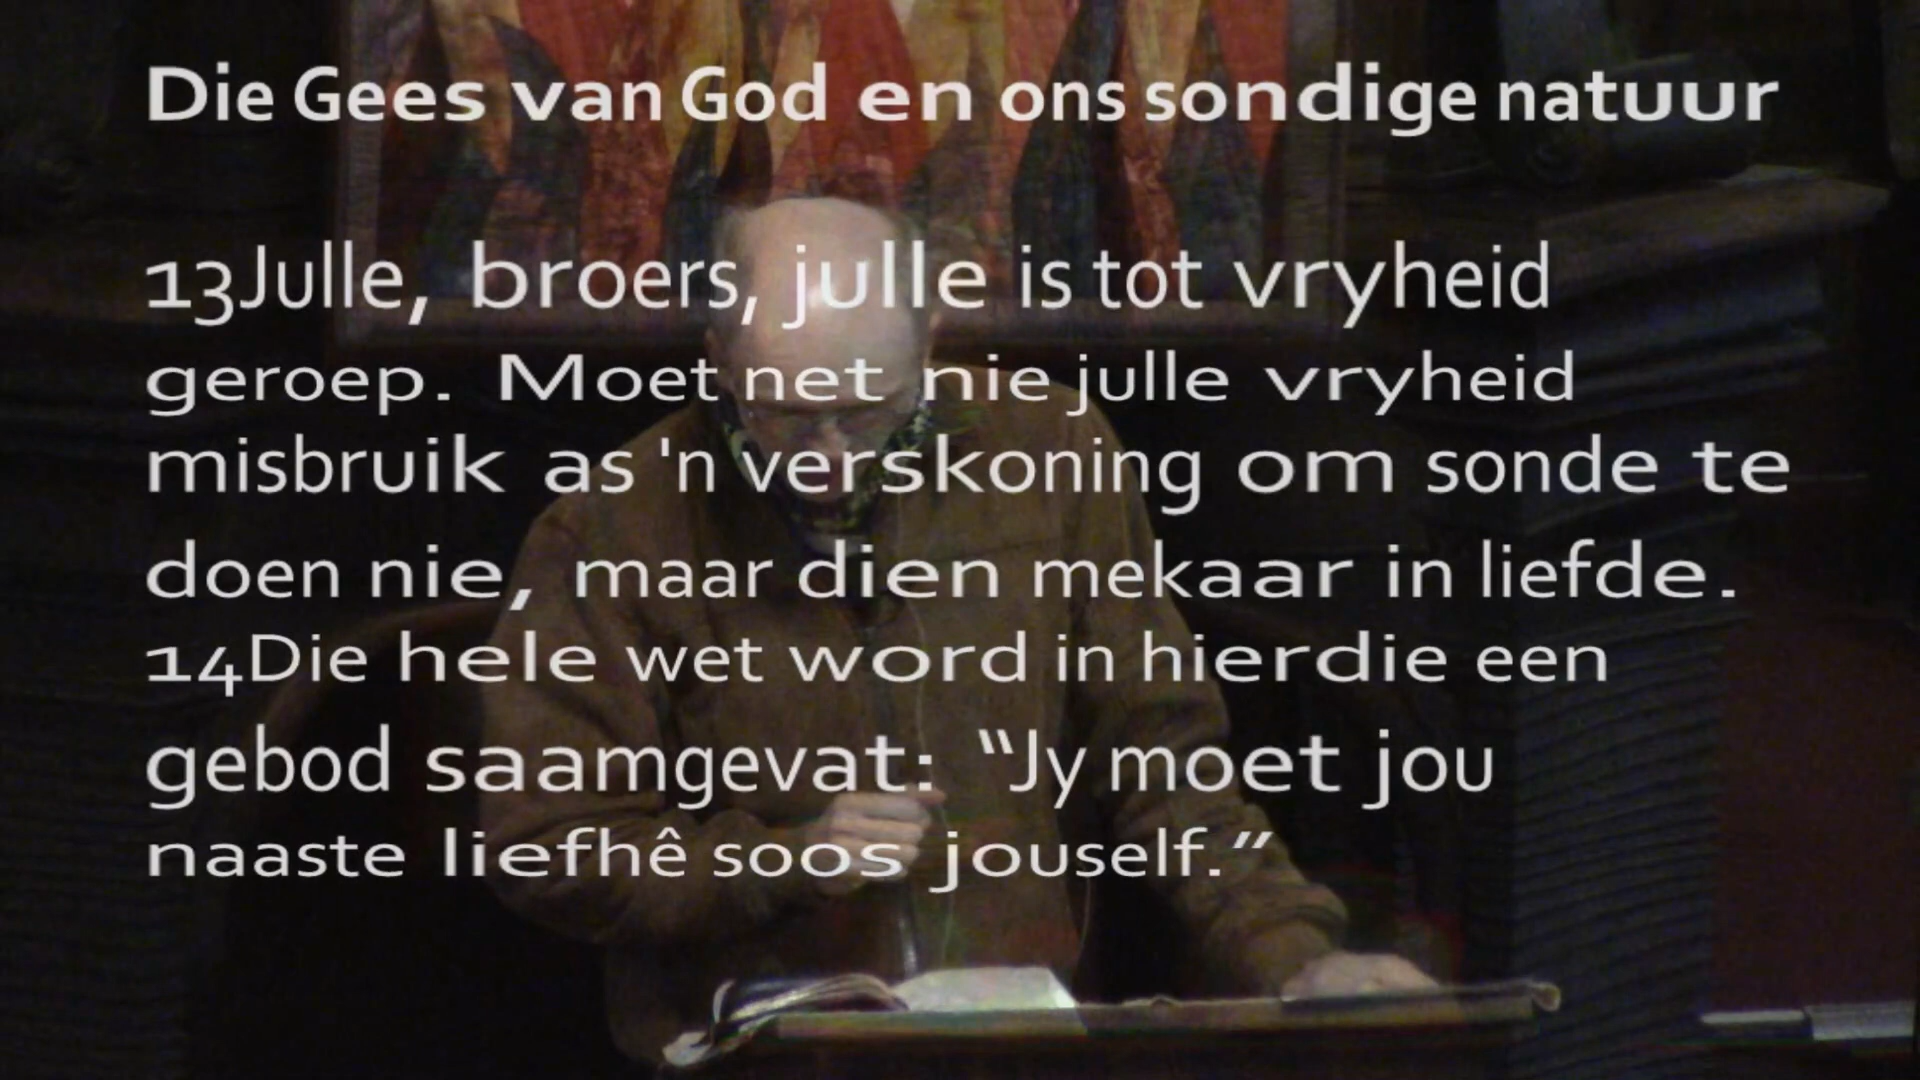 Die Gees van God en ons sondige natuur
13Julle, broers, julle is tot vryheid
geroep. Moet net nie julle vryheid
misbruik as 'n verskoning om sonde te
doen nie, maar dien mekaar in liefde.
14Die hele wet word in hierdie een
gebod saamgevat: “Jy moet jou
naaste liefhê soos jouself.”